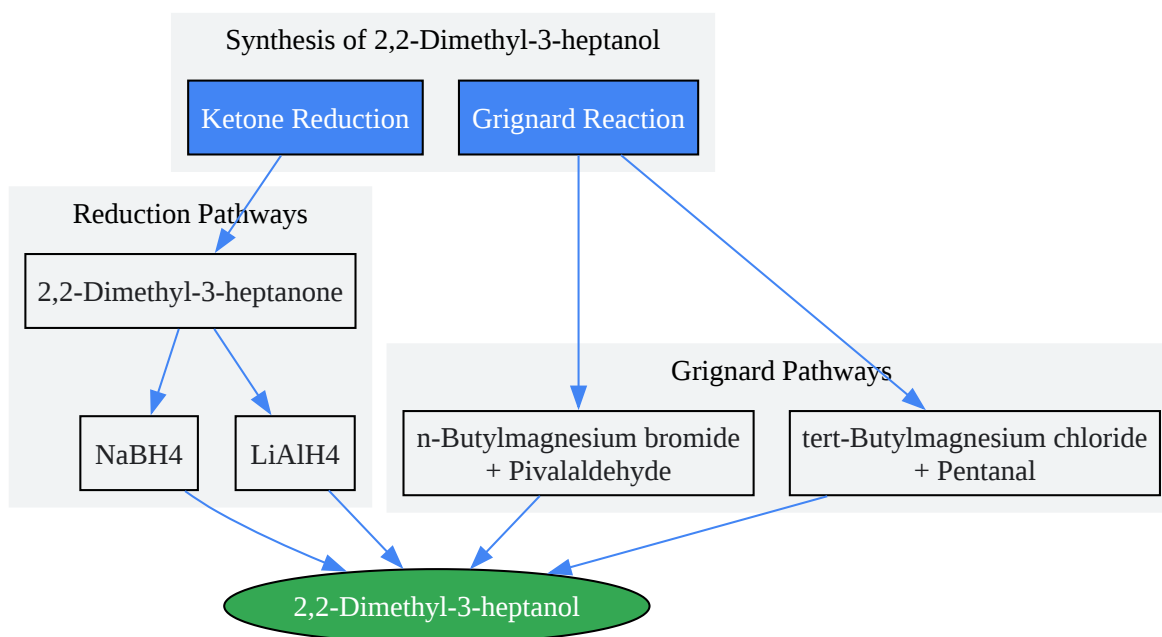 Synthesis of 2,2-Dimethyl-3-heptanol
Ketone Reduction
Grignard Reaction
Reduction Pathways
2,2-Dimethyl-3-heptanone
NaBH4
LiAlH4
Grignard Pathways
n-Butylmagnesium bromide
+ Pivalaldehyde
tert-Butylmagnesium chloride
+ Pentanal
2,2-Dimethyl-3-heptanol